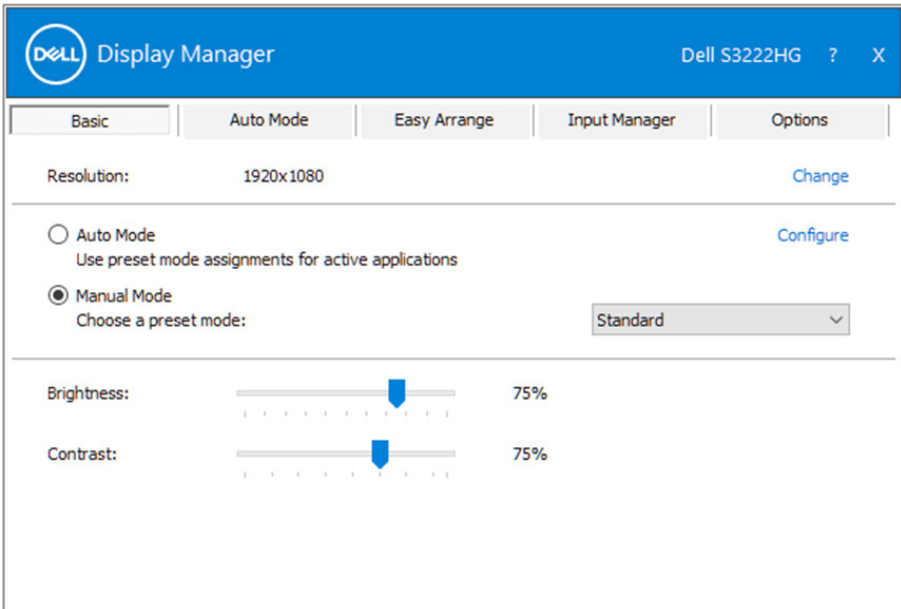 DELL Display Manager Dell S3222HG ? X
Basic Auto Mode Easy Arrange Input Manager Options
Resolution: 1920x1080 Change
Auto Mode Configure
Use preset mode assignments for active applications
Manual Mode
Choose a preset mode: Standard
Brightness: 75%
Contrast: 75%